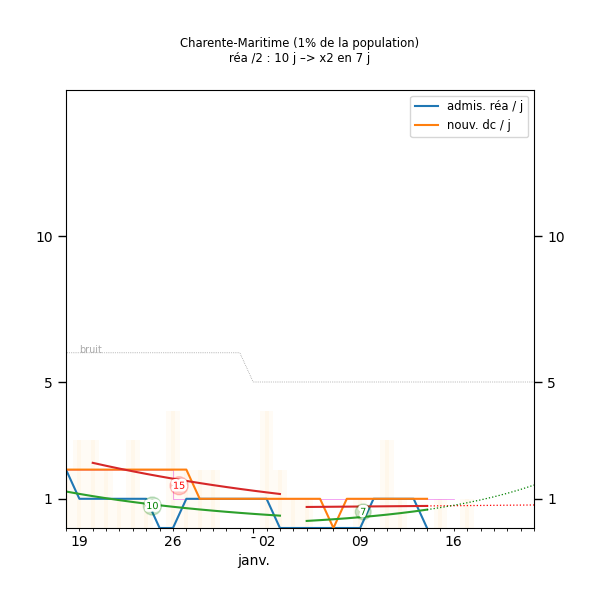 Charente-Maritime (1% de la population)
réa /2 : 10 j –> x2 en 7 j
admis. réa / j
nouv. dc / j
10
10
bruit
5
5
15
10
7
1
1
19
26
- 02
09
16
janv.